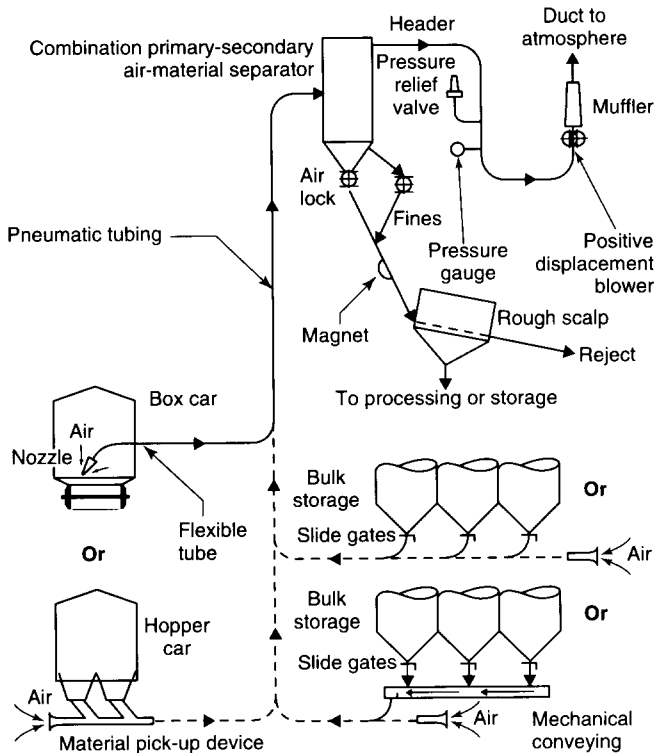 Header
Duct to
atmosphere
Combination primary-secondary
air-material separator
Pressure
relief
valve
Muffler
Air
lock
Fines
Pneumatic tubing
Pressure
gauge
Positive
displacement
blower
Magnet
Rough scalp
Reject
To processing or storage
Box car
Air
Nozzle
Flexible
tube
Bulk
storage
Or
Slide gates
Air
Or
Hopper
car
Bulk
storage
Or
Slide gates
Air
Air
Material pick-up device
Mechanical
conveying